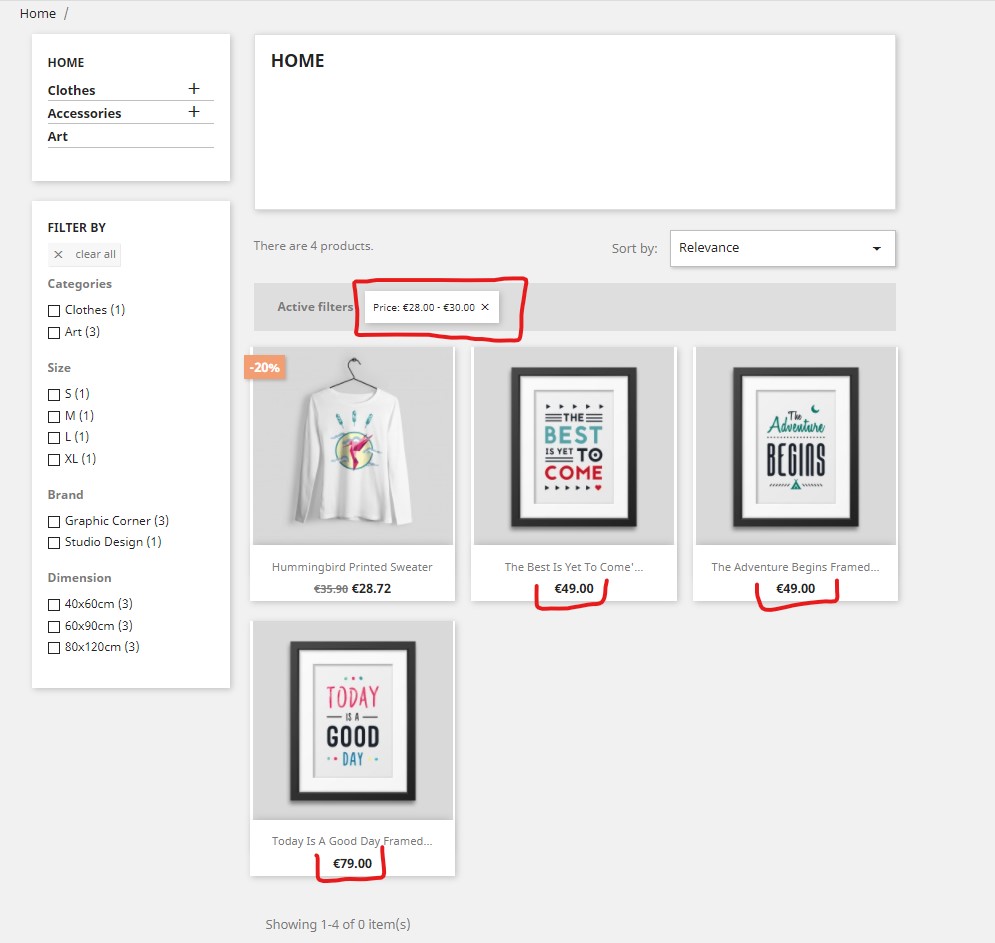 Home /
HOME
Clothes +
Accessories +
Art
FILTER BY
× clear all
Categories
Clothes (1)
Art (3)
Size
S (1)
M (1)
L (1)
XL (1)
Brand
Graphic Corner (3)
Studio Design (1)
Dimension
40x60cm (3)
60x90cm (3)
80x120cm (3)
HOME
There are 4 products.
Sort by: Relevance
Active filters Price: €28.00 - €30.00 ×
-20%
Hummingbird Printed Sweater
€35.90 €28.72
THE
BEST
IS YET TO
COME
The Best Is Yet To Come'...
€49.00
The
Adventure
BEGINS
The Adventure Begins Framed...
€49.00
TODAY
IS A
GOOD
DAY
Today Is A Good Day Framed...
€79.00
Showing 1-4 of 0 item(s)